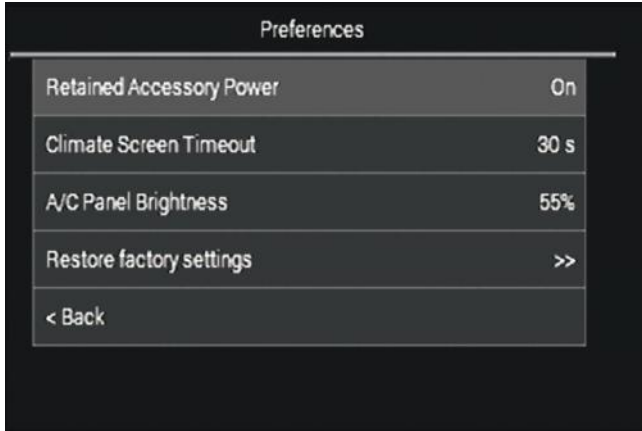 Preferences
Retained Accessory Power On
Climate Screen Timeout 30 s
A/C Panel Brightness 55%
Restore factory settings >>
< Back